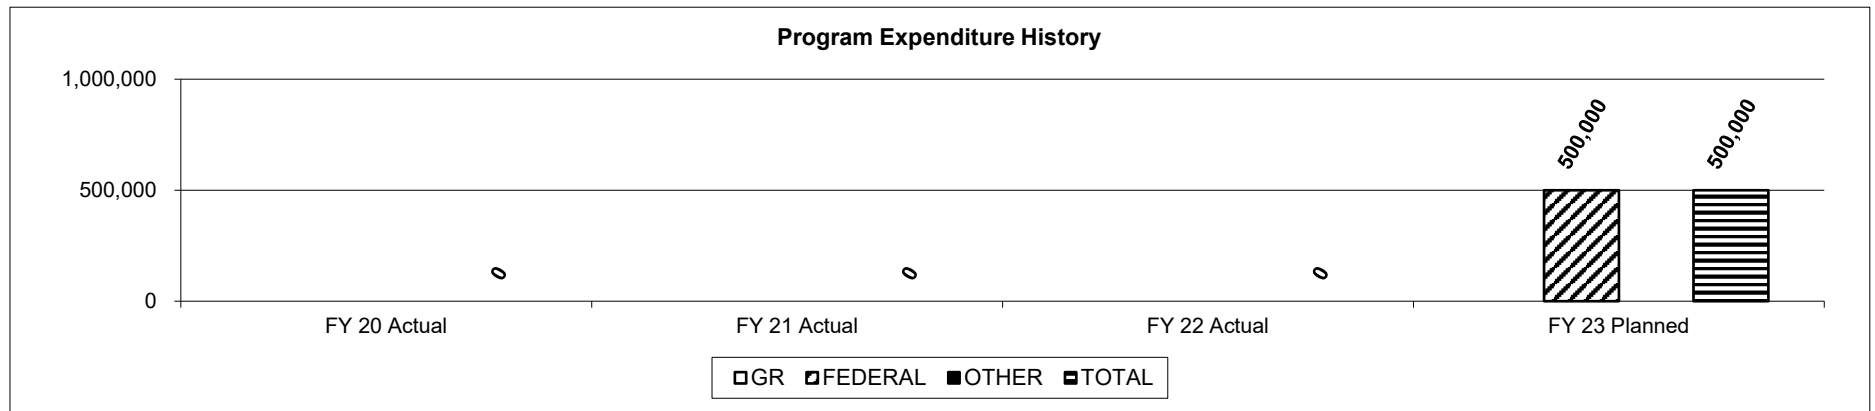 Program Expenditure History
1,000,000
500,000
0
0
0
0
500,000
500,000
FY 20 Actual
FY 21 Actual
FY 22 Actual
FY 23 Planned
GR FEDERAL OTHER TOTAL